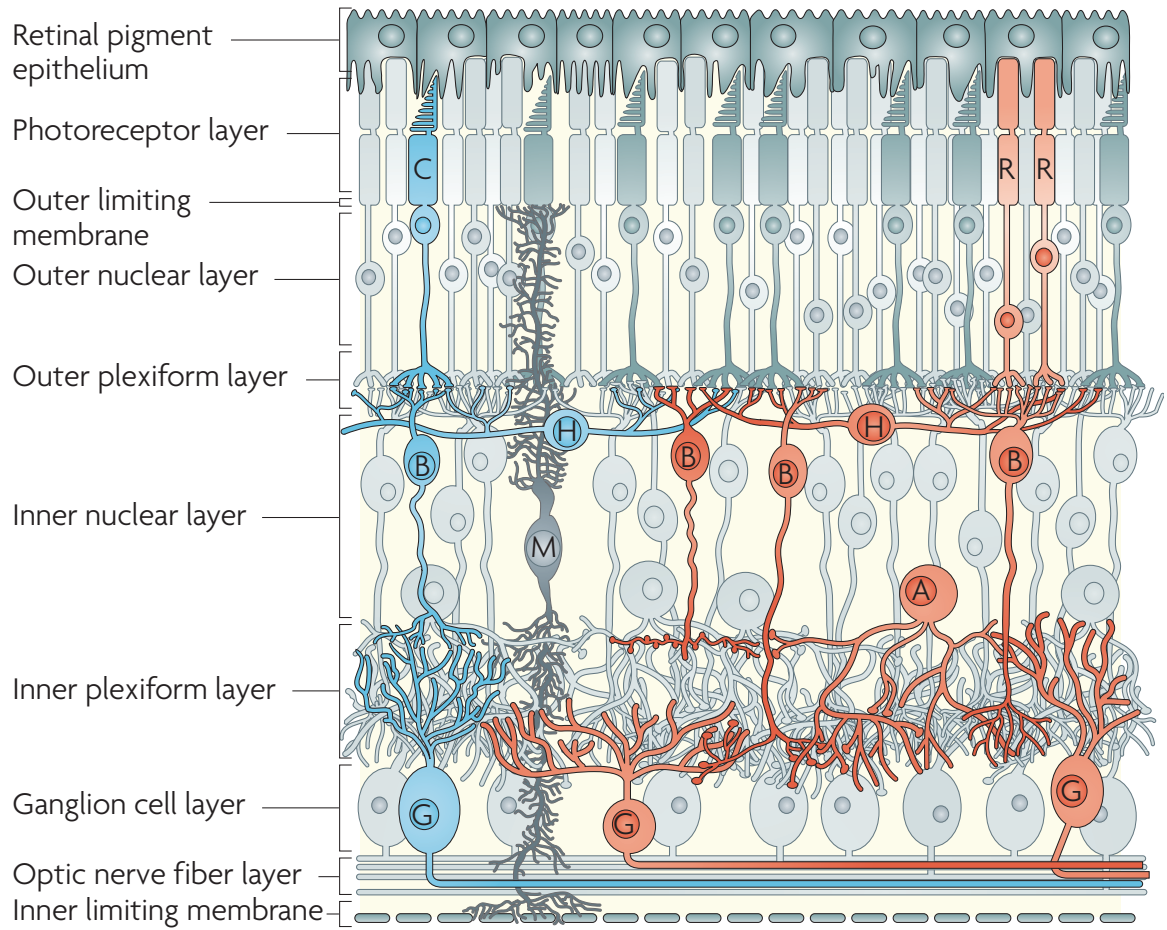 Retinal pigment
epithelium
Photoreceptor layer
C
R R
Outer limiting
membrane
Outer nuclear layer
Outer plexiform layer
H H
B B B B
Inner nuclear layer
M
A
Inner plexiform layer
Ganglion cell layer
G G G
Optic nerve fiber layer
Inner limiting membrane